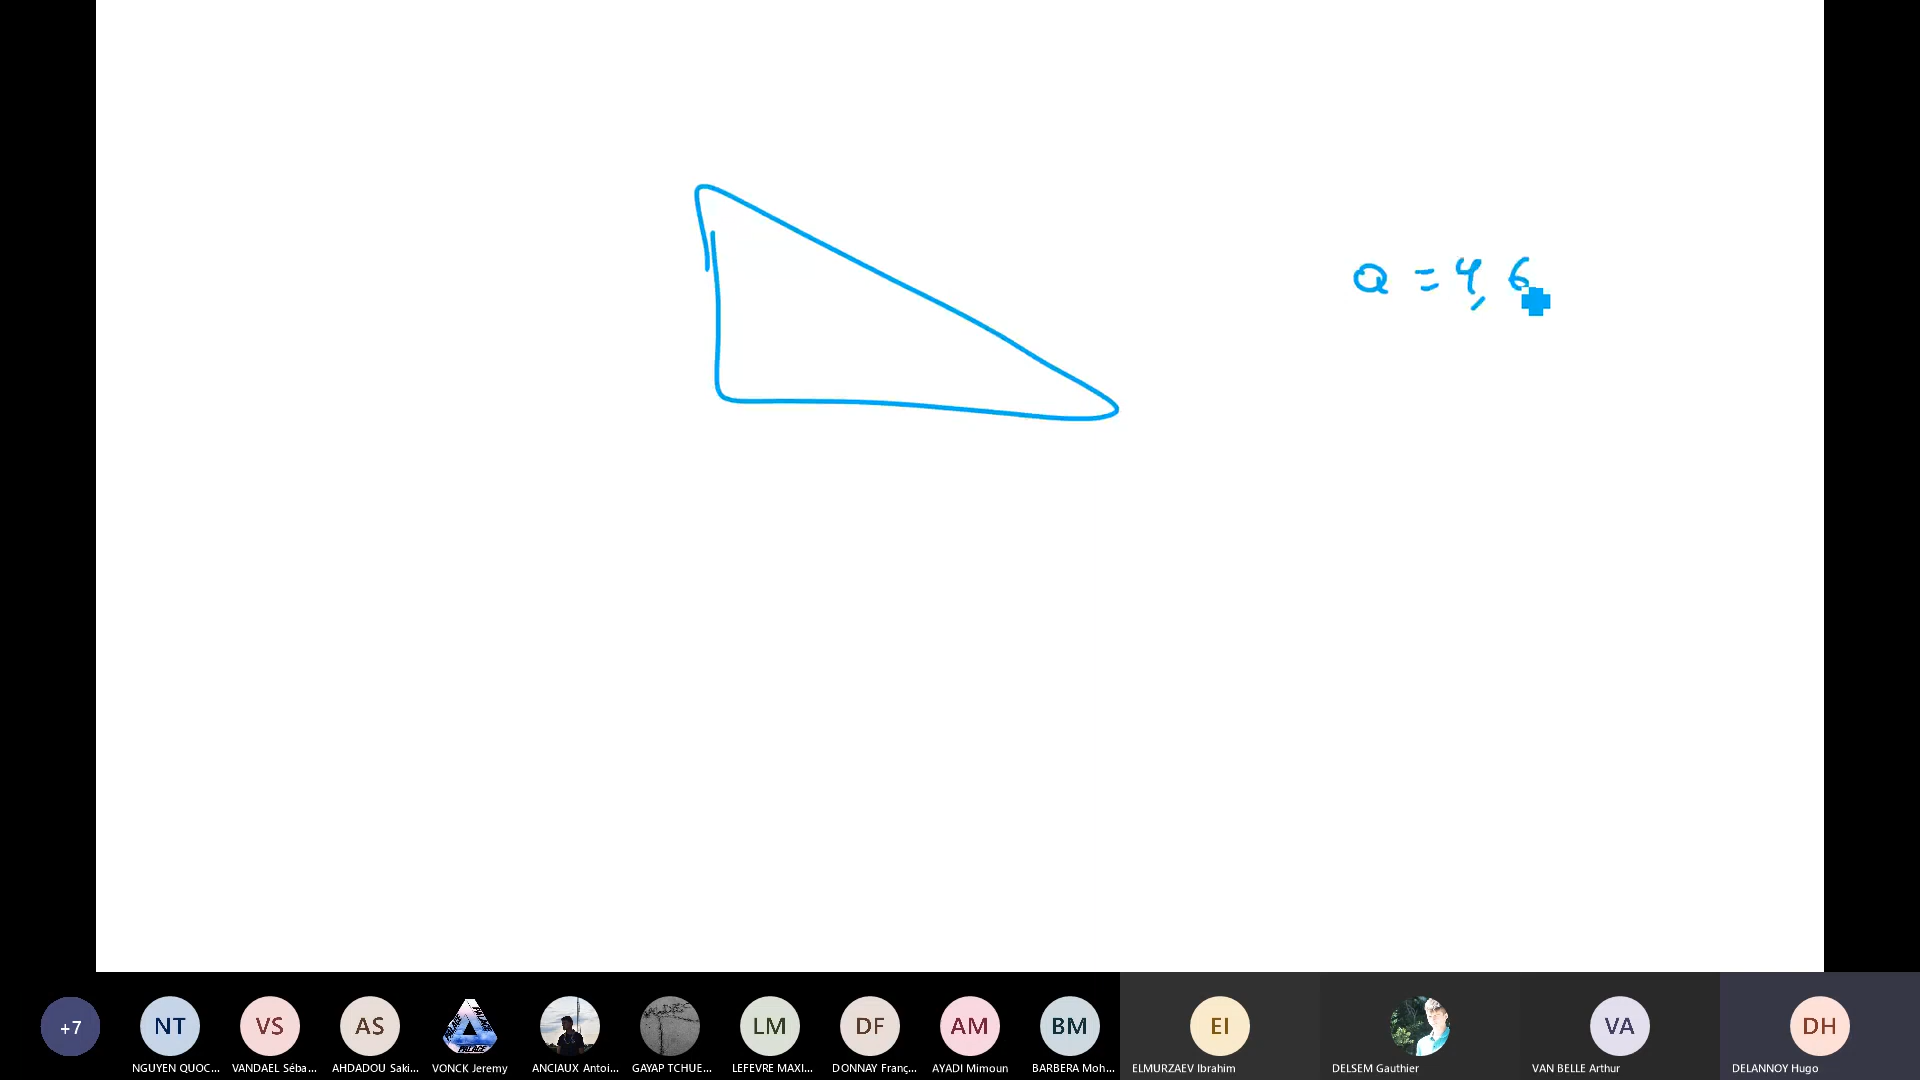 Q = 4, 6
+7
NT
VS
AS
LM
DF
AM
BM
EI
VA
DH
NGUYEN QUOC...
VANDAEL Séba...
AHDADOU Saki...
VONCK Jeremy
ANCIAUX Antoi...
GAYAP TCHUE...
LEFEVRE MAXI...
DONNAY Franç...
AYADI Mimoun
BARBERA Moh...
ELMURZAEV Ibrahim
DELSEM Gauthier
VAN BELLE Arthur
DELANNOY Hugo
PALACE